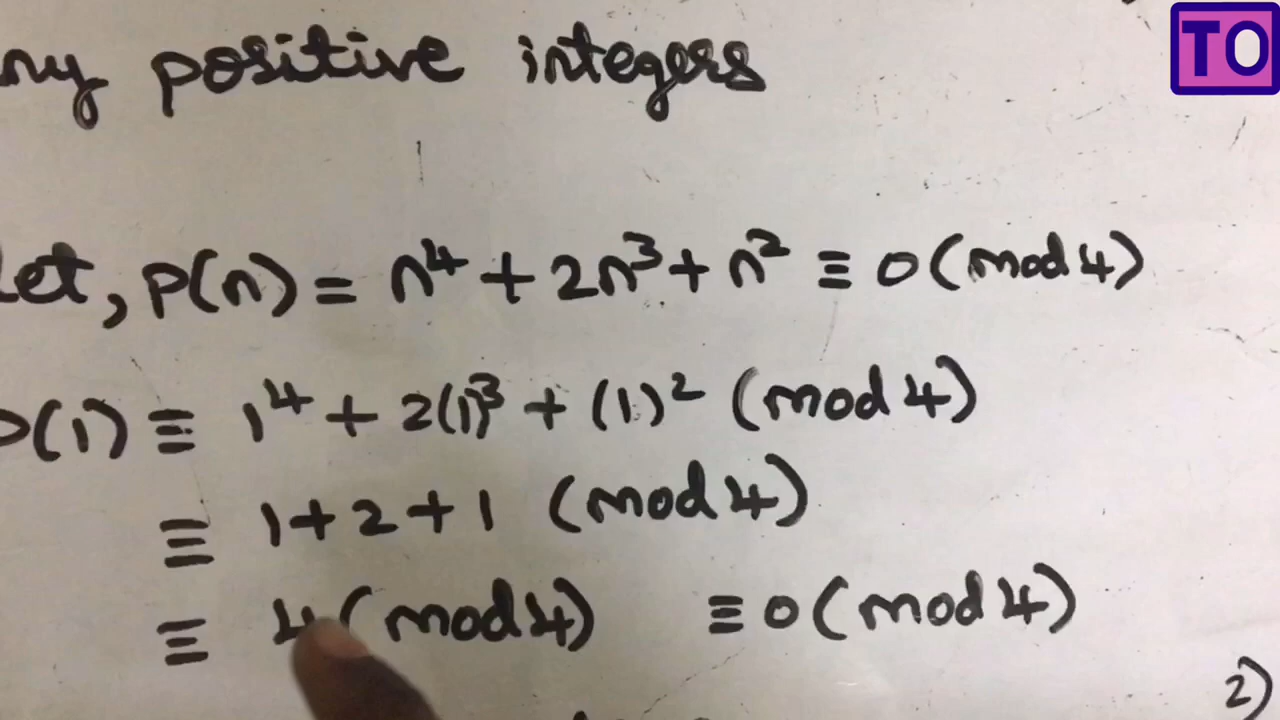 TO
ny positive integers
let, P(n) = n⁴ + 2n³ + n² ≡ 0 (mod 4)
P(1) ≡ 1⁴ + 2(1)³ + (1)² (mod 4)
≡ 1 + 2 + 1 (mod 4)
≡ 4 (mod 4) ≡ 0 (mod 4)
2)